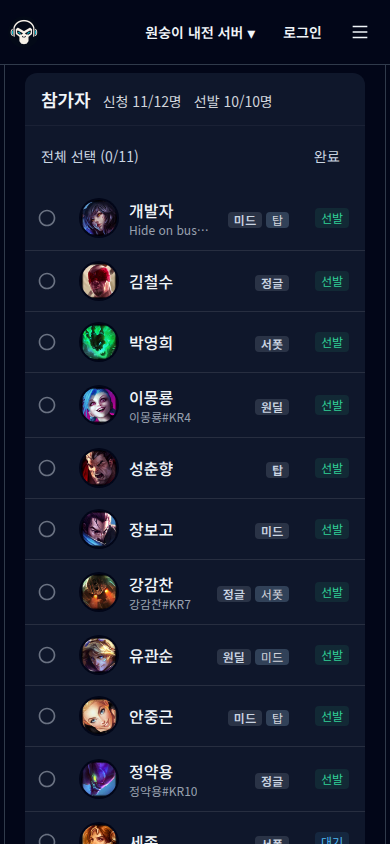 원숭이 내전 서버 ▾ 로그인
참가자 신청 11/12명 선발 10/10명
전체 선택 (0/11) 완료
개발자 미드 탑 선발
Hide on bus…
김철수 정글 선발
박영희 서폿 선발
이몽룡 원딜 선발
이몽룡#KR4
성춘향 탑 선발
장보고 미드 선발
강감찬 정글 서폿 선발
강감찬#KR7
유관순 원딜 미드 선발
안중근 미드 탑 선발
정약용 정글 선발
정약용#KR10
세종 서폿 대기